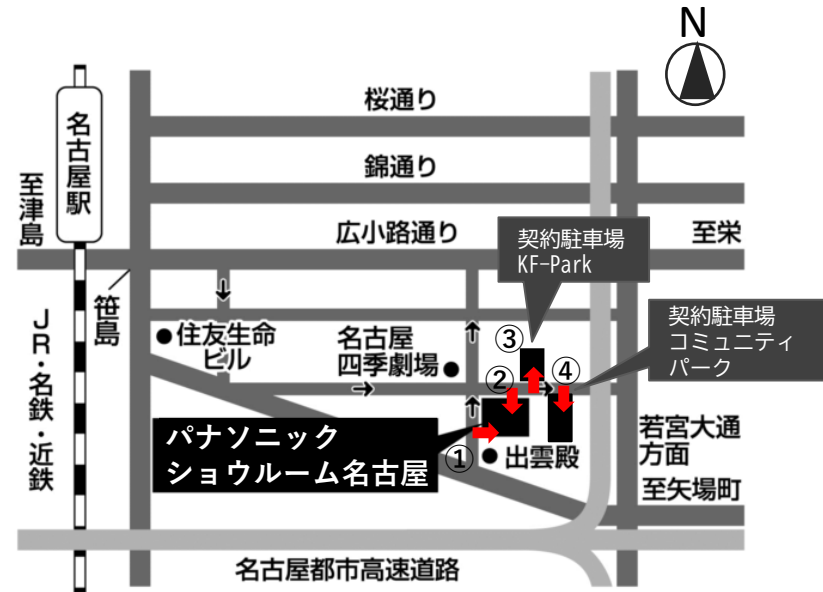 N
桜通り
錦通り
広小路通り
名古屋駅
至津島
笹島
JR・名鉄・近鉄
契約駐車場
KF-Park
至栄
契約駐車場
コミュニティ
パーク
住友生命
ビル
名古屋
四季劇場
③
②
④
①
パナソニック
ショウルーム名古屋
出雲殿
若宮大通
方面
至矢場町
名古屋都市高速道路